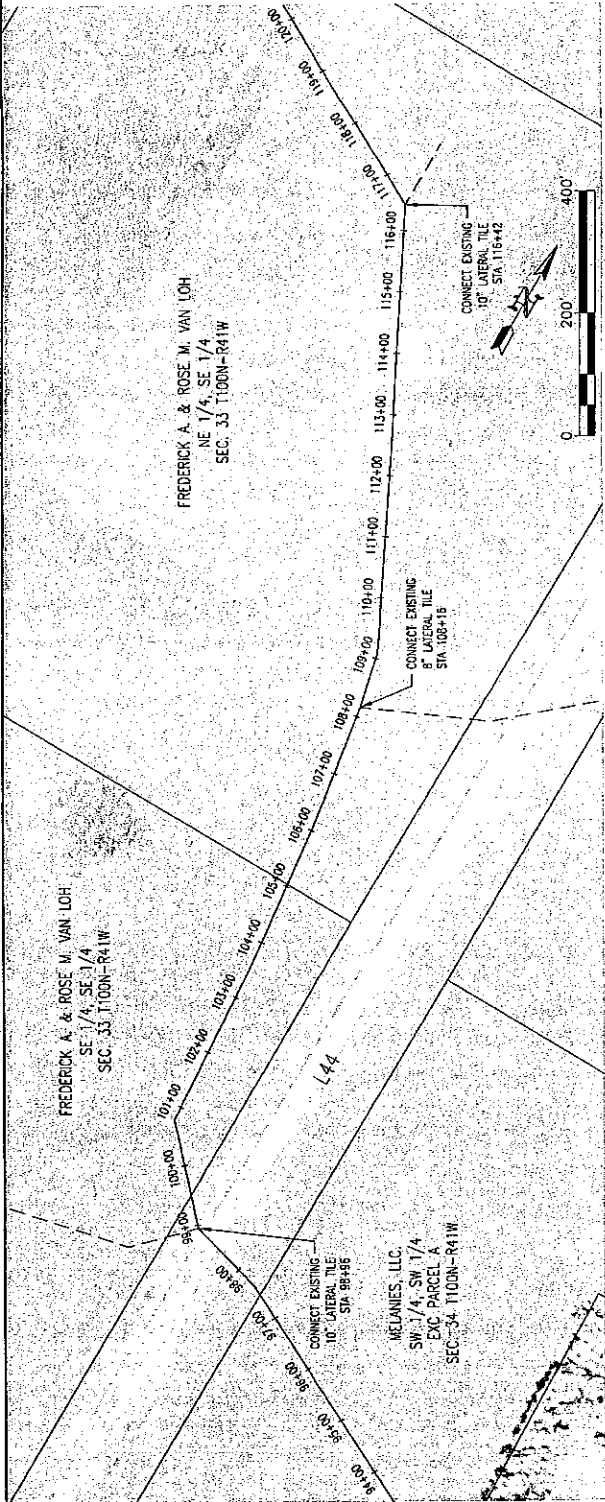 FREDERICK A. & ROSE M. VAN LOH
SE 1/4, SE 1/4
SEC. 33 T100N-R41W
FREDERICK A. & ROSE M. VAN LOH
NE 1/4, SE 1/4
SEC. 33 T100N-R41W
94+00
95+00
96+00
97+00
98+00
99+00
100+00
101+00
102+00
103+00
104+00
105+00
106+00
107+00
108+00
109+00
110+00
111+00
112+00
113+00
114+00
115+00
116+00
117+00
118+00
119+00
120+00
CONNECT EXISTING
10" LATERAL TILE
STA 98+96
L44
MELANIES, LLC.
SW 1/4, SW 1/4
EXC PARCEL A
SEC. 34 T100N-R41W
CONNECT EXISTING
8" LATERAL TILE
STA 108+16
CONNECT EXISTING
10" LATERAL TILE
STA 116+42
0
200
400